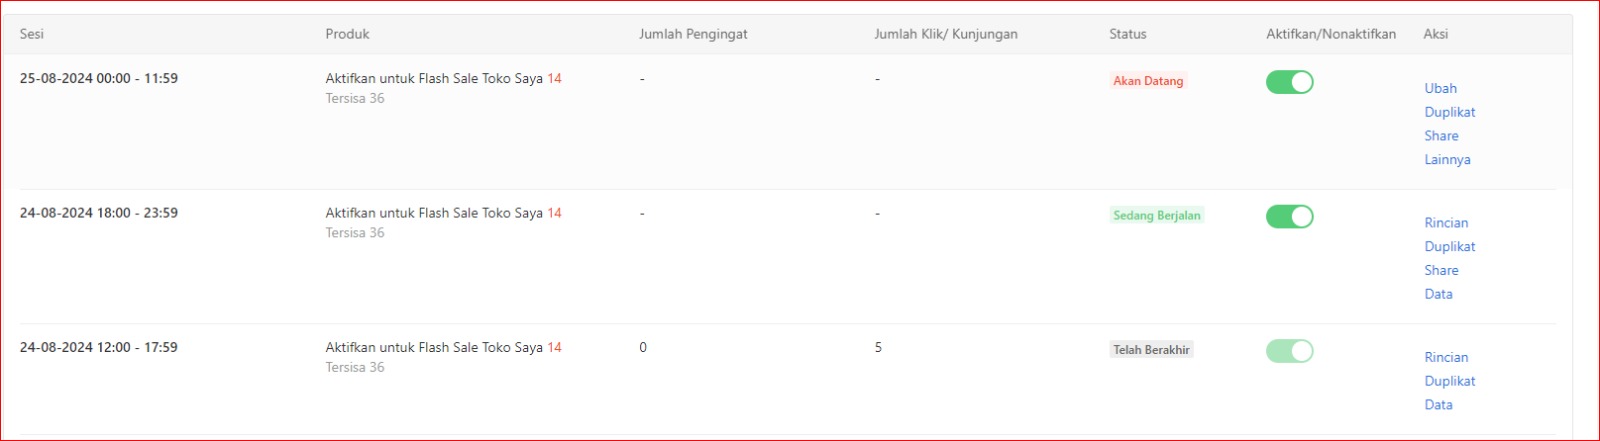 Sesi Produk Jumlah Pengingat Jumlah Klik/ Kunjungan Status Aktifkan/Nonaktifkan Aksi
25-08-2024 00:00 - 11:59 Aktifkan untuk Flash Sale Toko Saya 14 - - Akan Datang
Tersisa 36
Ubah
Duplikat
Share
Lainnya
24-08-2024 18:00 - 23:59 Aktifkan untuk Flash Sale Toko Saya 14 - - Sedang Berjalan
Tersisa 36
Rincian
Duplikat
Share
Data
24-08-2024 12:00 - 17:59 Aktifkan untuk Flash Sale Toko Saya 14 0 5 Telah Berakhir
Tersisa 36
Rincian
Duplikat
Data